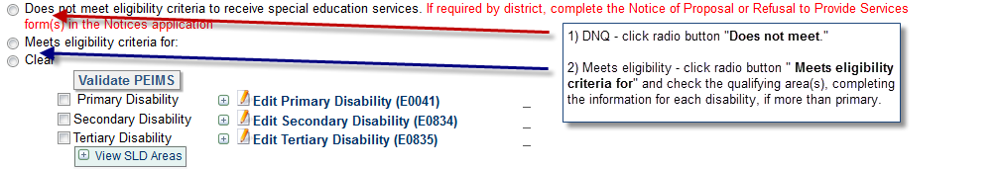 Does not meet eligibility criteria to receive special education services. If required by district, complete the Notice of Proposal or Refusal to Provide Services
form(s) in the Notices application
Meets eligibility criteria for:
Clear
Validate PEIMS
Primary Disability Edit Primary Disability (E0041) _
Secondary Disability Edit Secondary Disability (E0834) _
Tertiary Disability Edit Tertiary Disability (E0835) _
View SLD Areas
1) DNQ - click radio button "Does not meet."
2) Meets eligibility - click radio button " Meets eligibility
criteria for" and check the qualifying area(s), completing
the information for each disability, if more than primary.